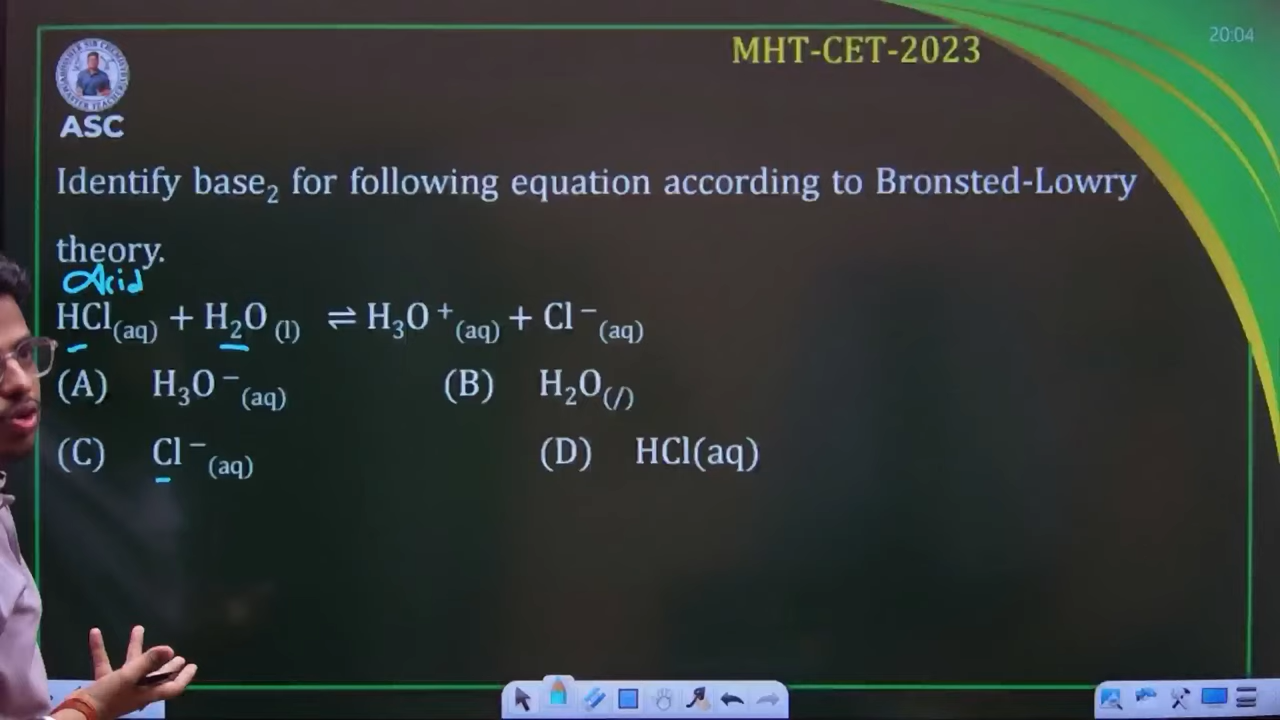 MHT-CET-2023
20:04
ASC
Identify base₂ for following equation according to Bronsted-Lowry
theory.
Acid
HCl(aq) + H₂O (l) ⇌ H₃O⁺(aq) + Cl⁻(aq)
(A) H₃O⁻(aq) (B) H₂O(/)
(C) Cl⁻(aq) (D) HCl(aq)